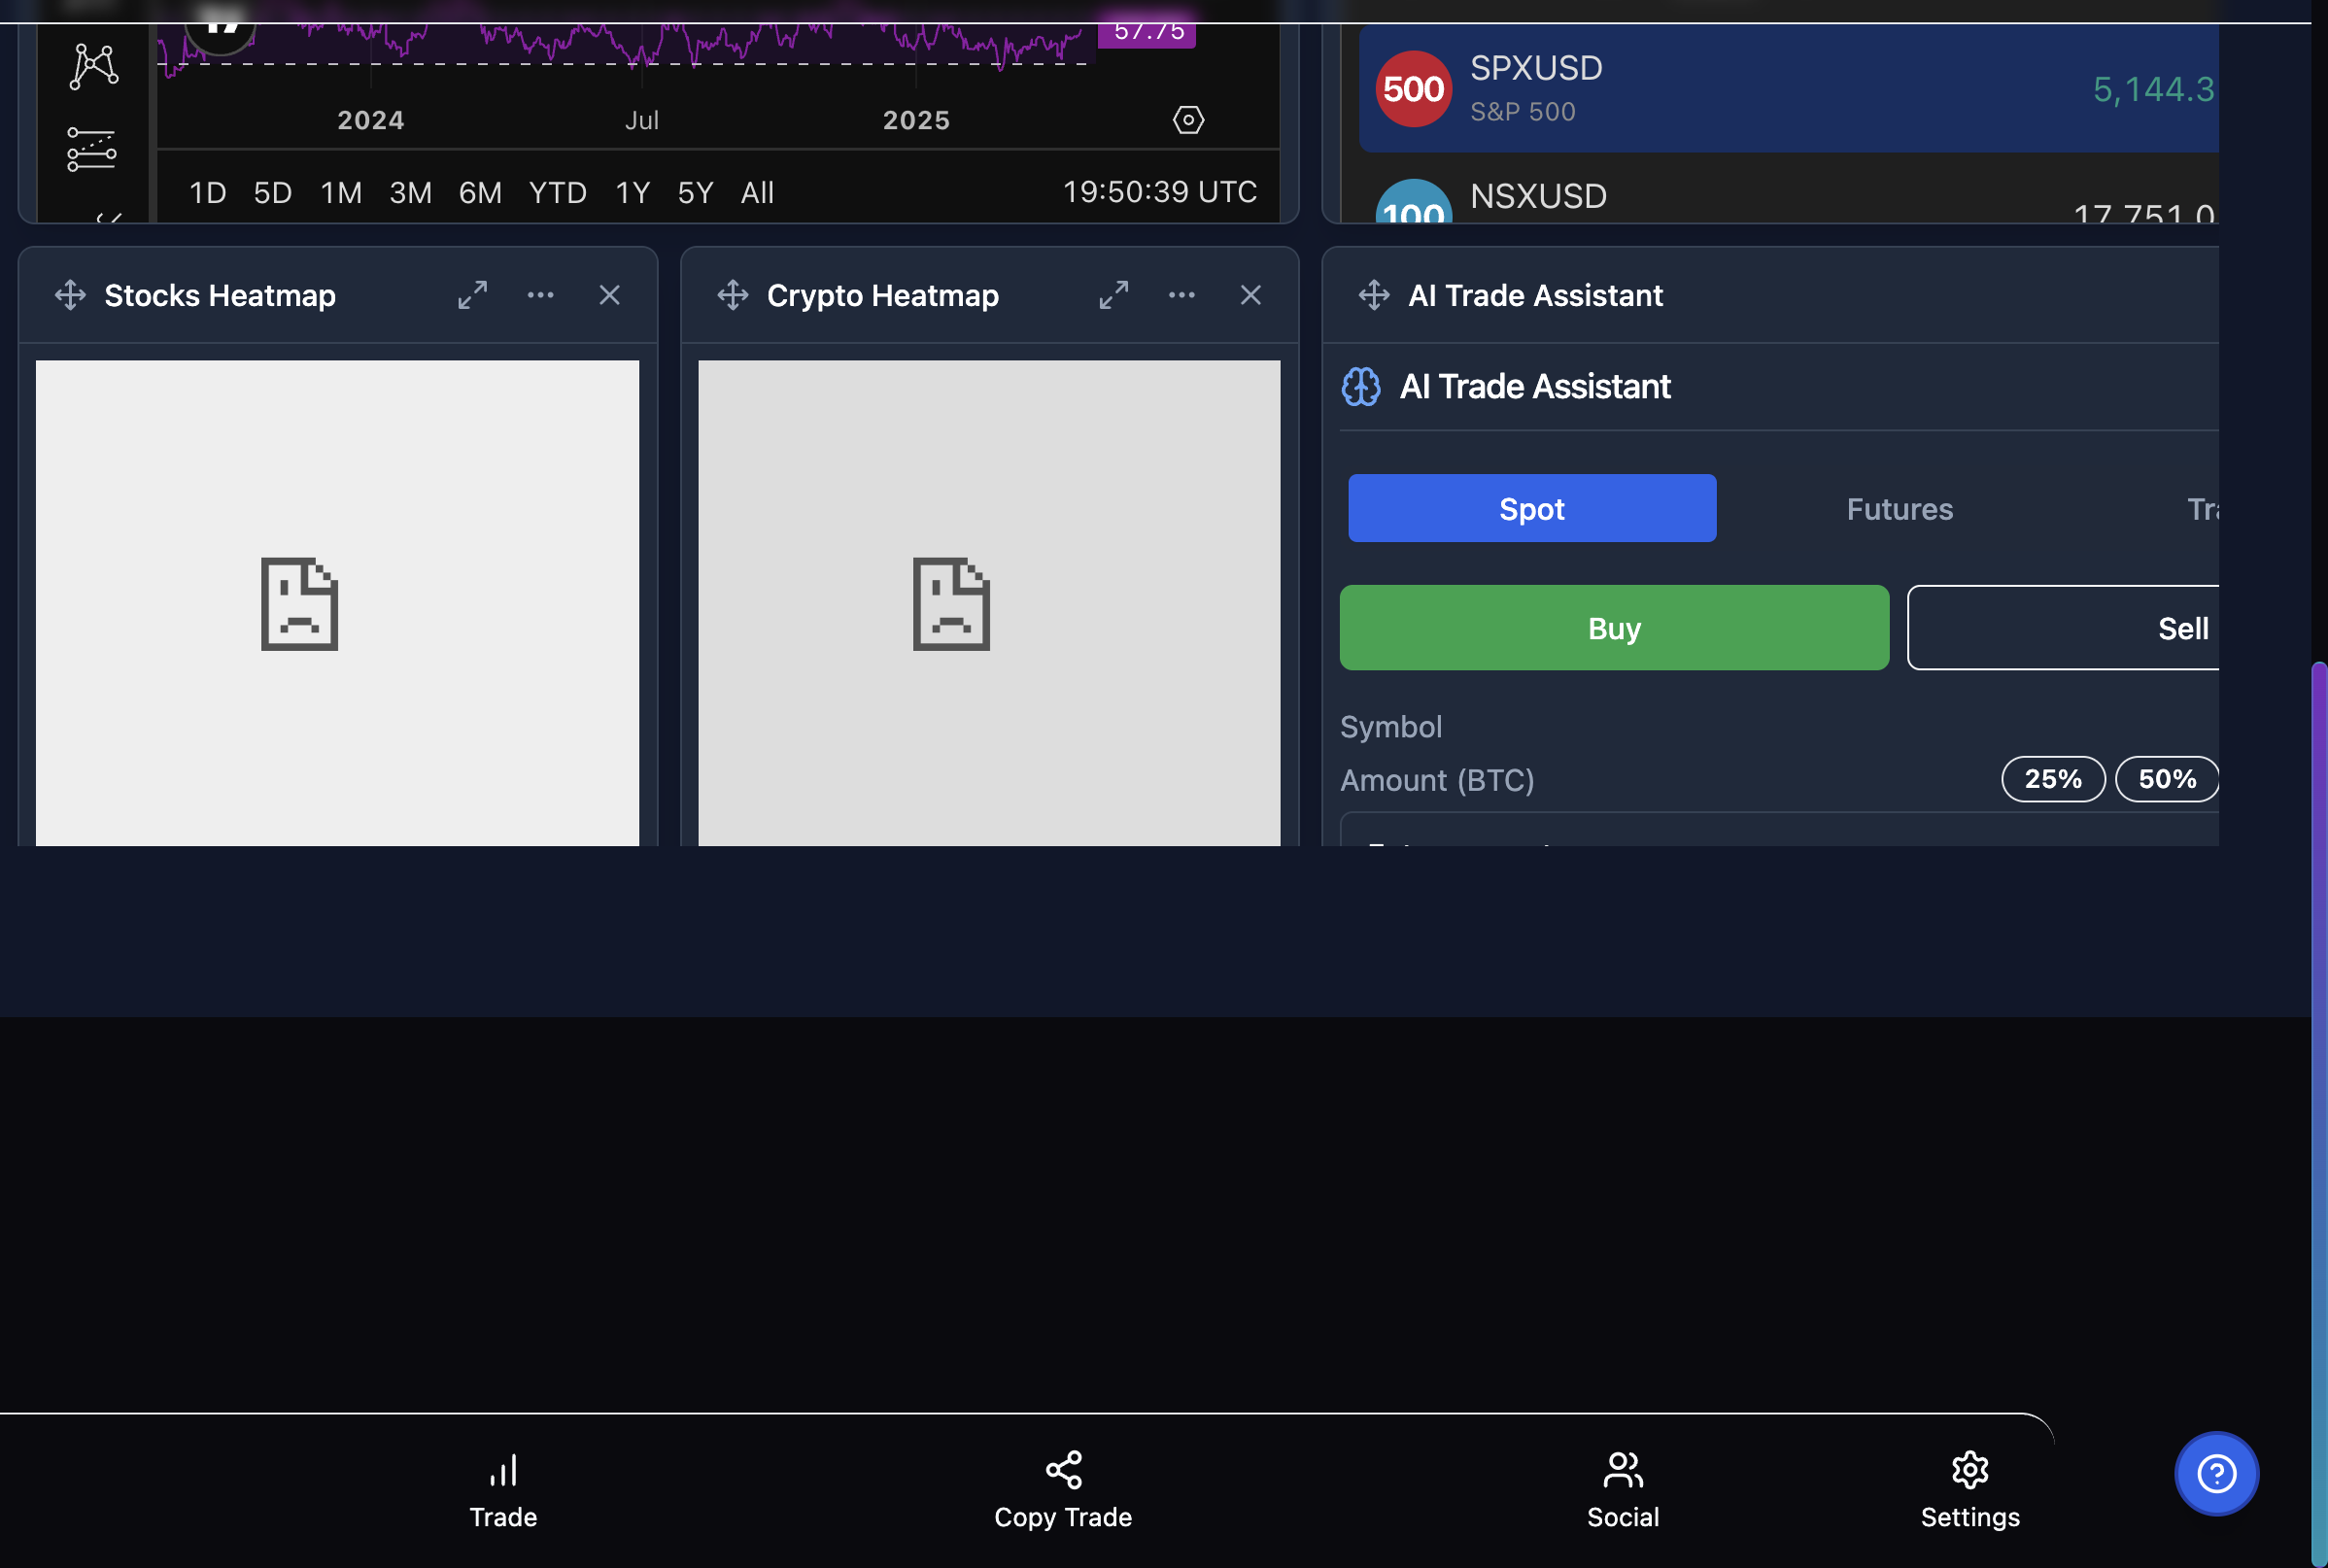 57.75
2024 Jul 2025
1D 5D 1M 3M 6M YTD 1Y 5Y All 19:50:39 UTC
500 SPXUSD 5,144.3
S&P 500
100 NSXUSD 17,751.0
Stocks Heatmap
Crypto Heatmap
AI Trade Assistant
AI Trade Assistant
Spot Futures Tra
Buy Sell
Symbol
Amount (BTC) 25% 50%
Trade
Copy Trade
Social
Settings